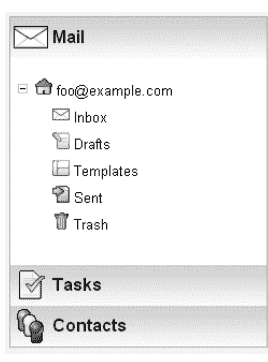 Mail
foo@example.com
Inbox
Drafts
Templates
Sent
Trash
Tasks
Contacts